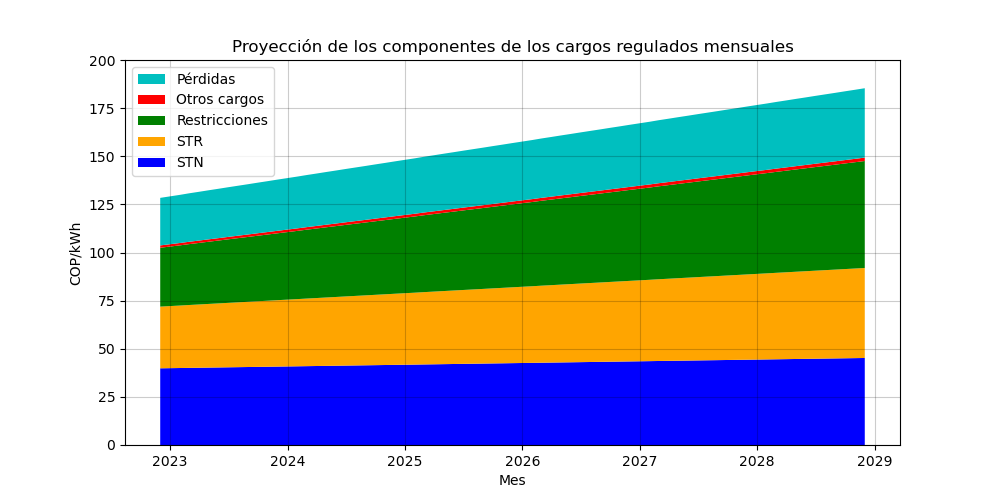 Proyección de los componentes de los cargos regulados mensuales
200
175
150
125
100
75
50
25
0
COP/kWh
Pérdidas
Otros cargos
Restricciones
STR
STN
2023 2024 2025 2026 2027 2028 2029
Mes